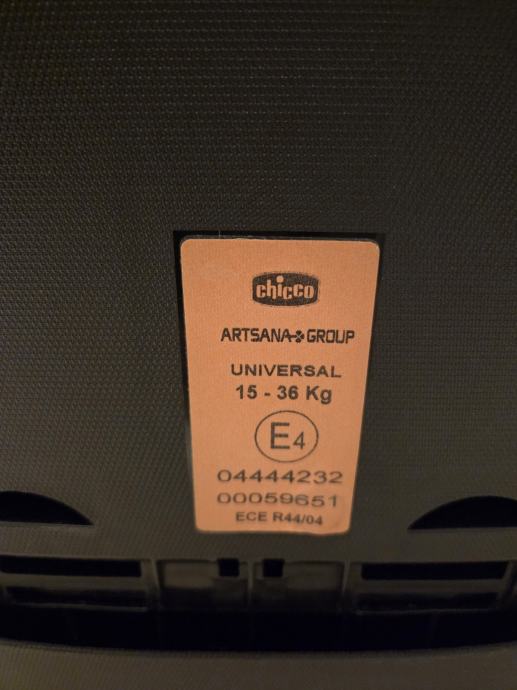 chicco
ARTSANA GROUP
UNIVERSAL
15 - 36 Kg
E4
04444232
00059651
ECE R44/04